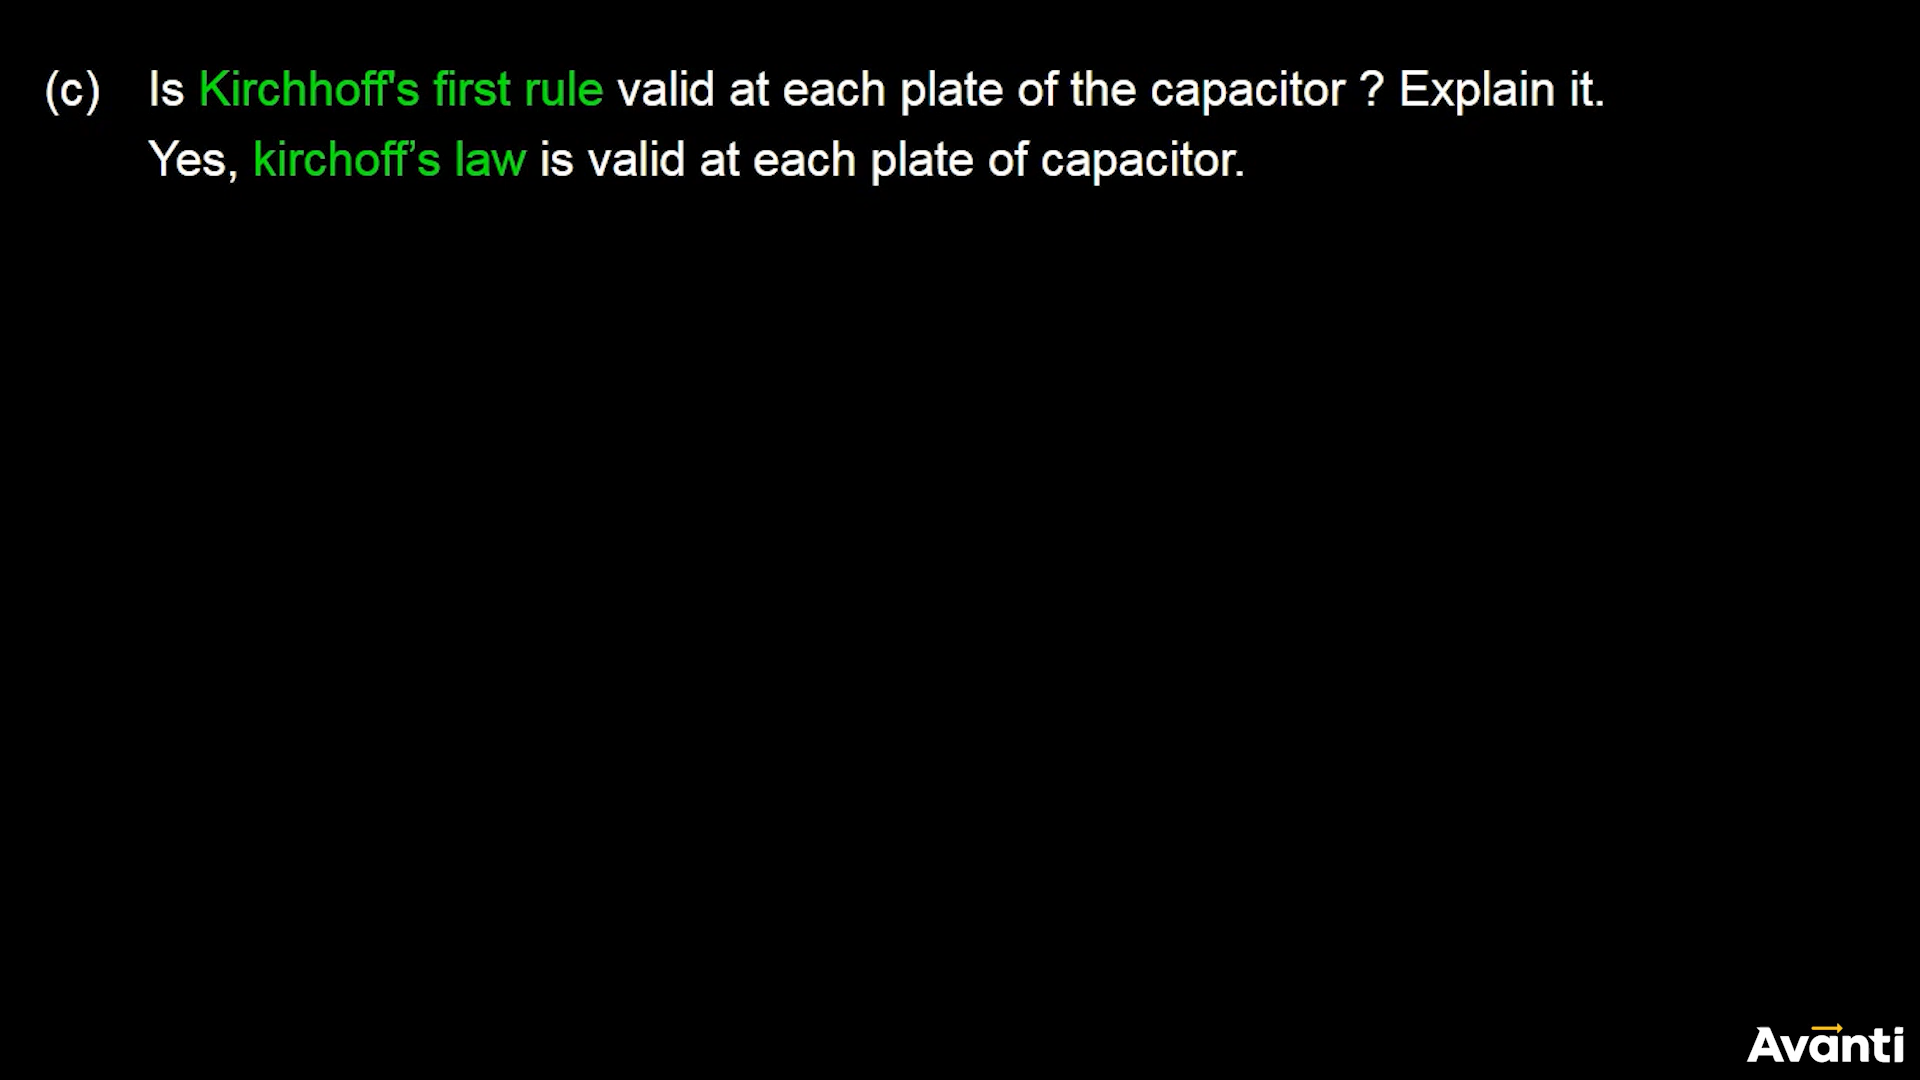 (c) Is Kirchhoff's first rule valid at each plate of the capacitor ? Explain it.
Yes, kirchoff’s law is valid at each plate of capacitor.
Avanti